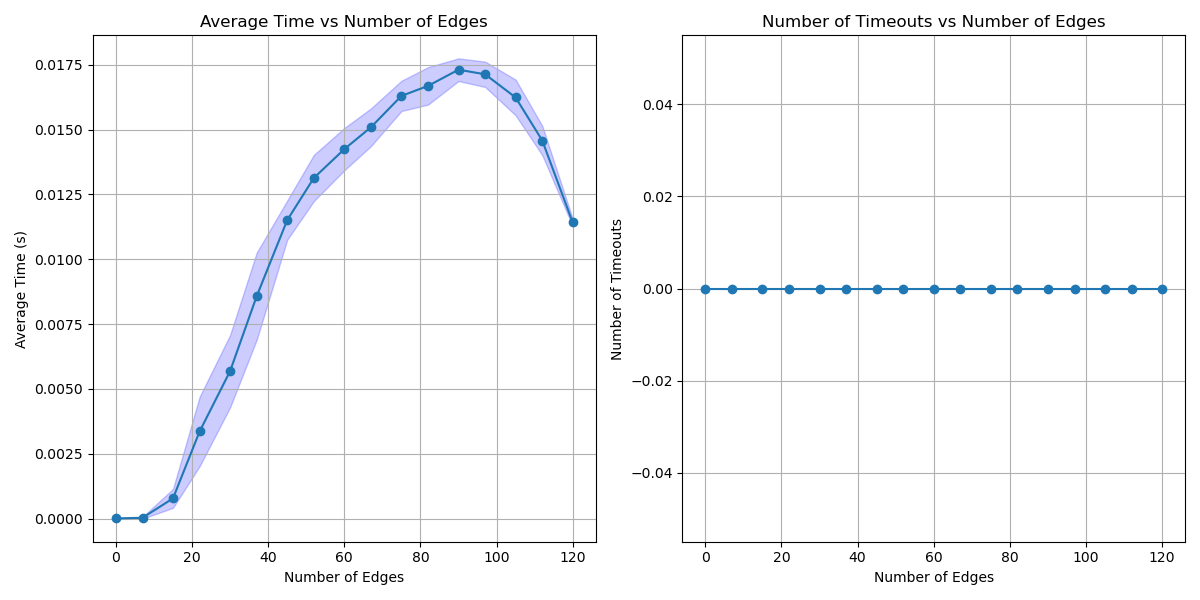 Average Time vs Number of Edges
Number of Timeouts vs Number of Edges
Average Time (s)
0.0175
0.0150
0.0125
0.0100
0.0075
0.0050
0.0025
0.0000
0 20 40 60 80 100 120
Number of Edges
Number of Timeouts
0.04
0.02
0.00
−0.02
−0.04
0 20 40 60 80 100 120
Number of Edges